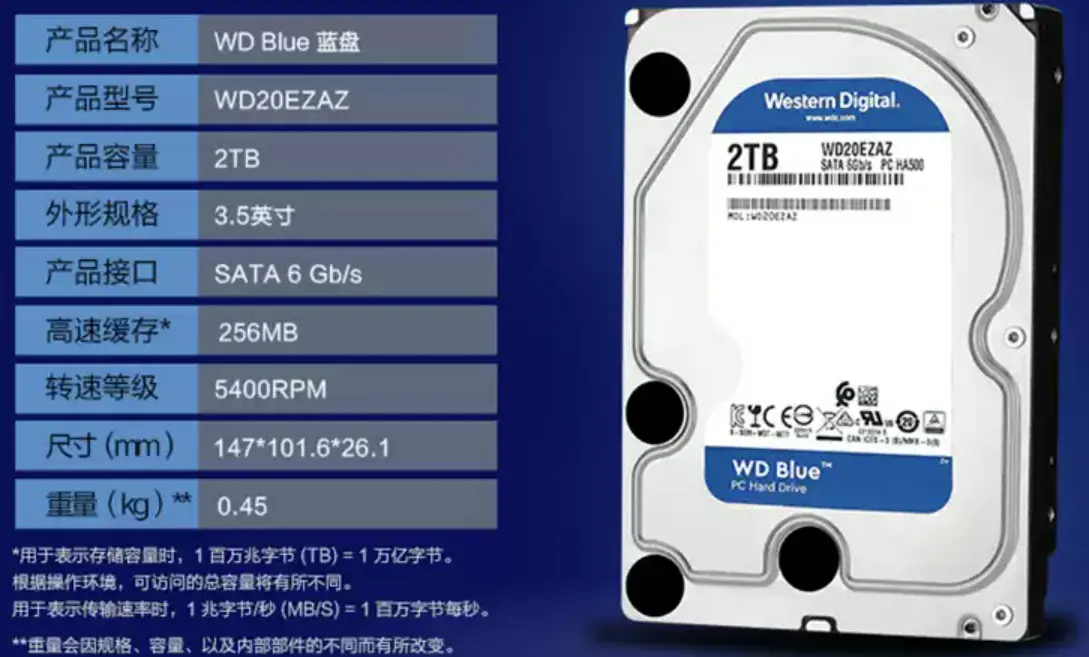 产品名称 WD Blue 蓝盘
产品型号 WD20EZAZ
产品容量 2TB
外形规格 3.5英寸
产品接口 SATA 6 Gb/s
高速缓存* 256MB
转速等级 5400RPM
尺寸(mm) 147*101.6*26.1
重量(kg)** 0.45
*用于表示存储容量时，1百万兆字节(TB) = 1万亿字节。
根据操作环境，可访问的总容量将有所不同。
用于表示传输速率时，1兆字节/秒(MB/S) = 1百万字节每秒。
**重量会因规格、容量、以及内部部件的不同而有所改变。
Western Digital.
www.wdc.com
2TB WD20EZAZ
SATA 6Gb/s PC HA500
MDL:WD20EZAZ
WD Blue™
PC Hard Drive